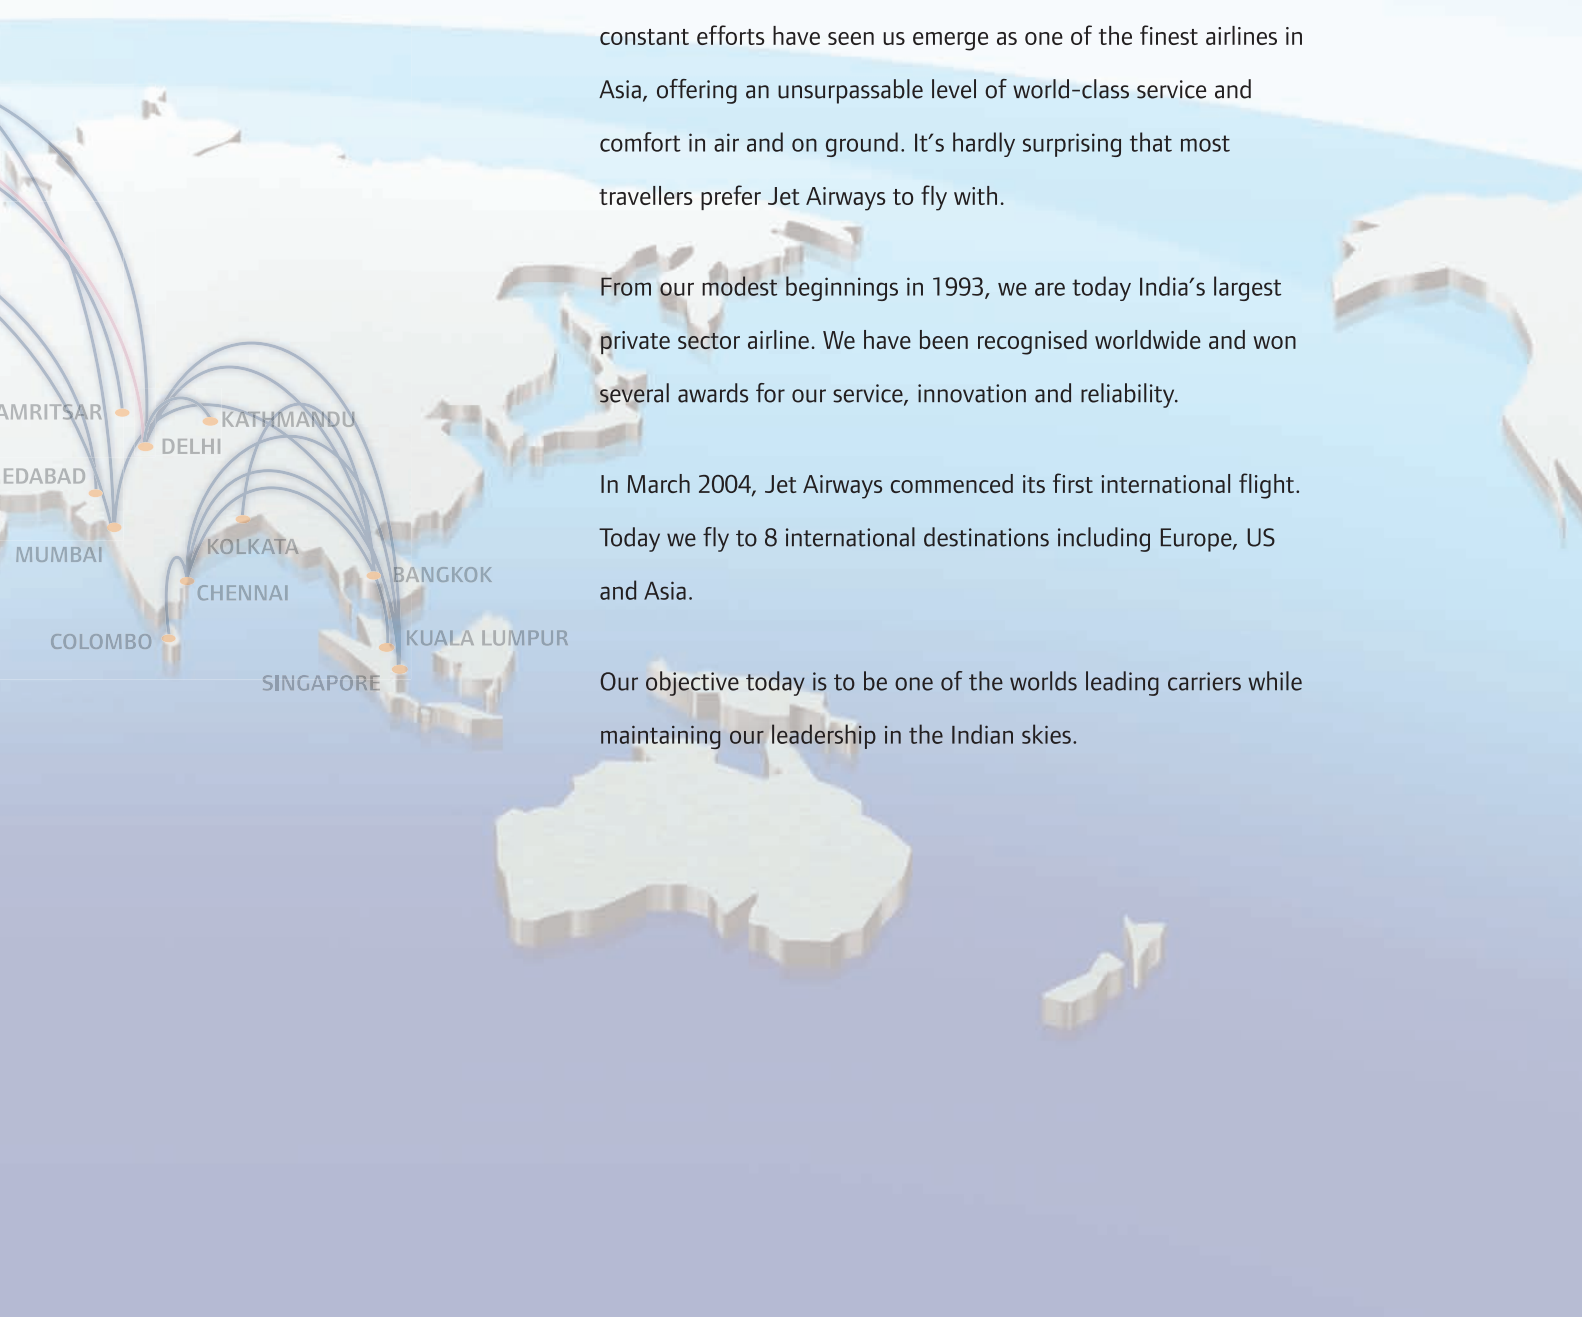 constant efforts have seen us emerge as one of the finest airlines in
Asia, offering an unsurpassable level of world-class service and
comfort in air and on ground. It's hardly surprising that most
travellers prefer Jet Airways to fly with.
From our modest beginnings in 1993, we are today India's largest
private sector airline. We have been recognised worldwide and won
several awards for our service, innovation and reliability.
In March 2004, Jet Airways commenced its first international flight.
Today we fly to 8 international destinations including Europe, US
and Asia.
Our objective today is to be one of the worlds leading carriers while
maintaining our leadership in the Indian skies.
AMRITSAR
KATHMANDU
DELHI
EDABAD
MUMBAI
KOLKATA
BANGKOK
CHENNAI
COLOMBO
KUALA LUMPUR
SINGAPORE